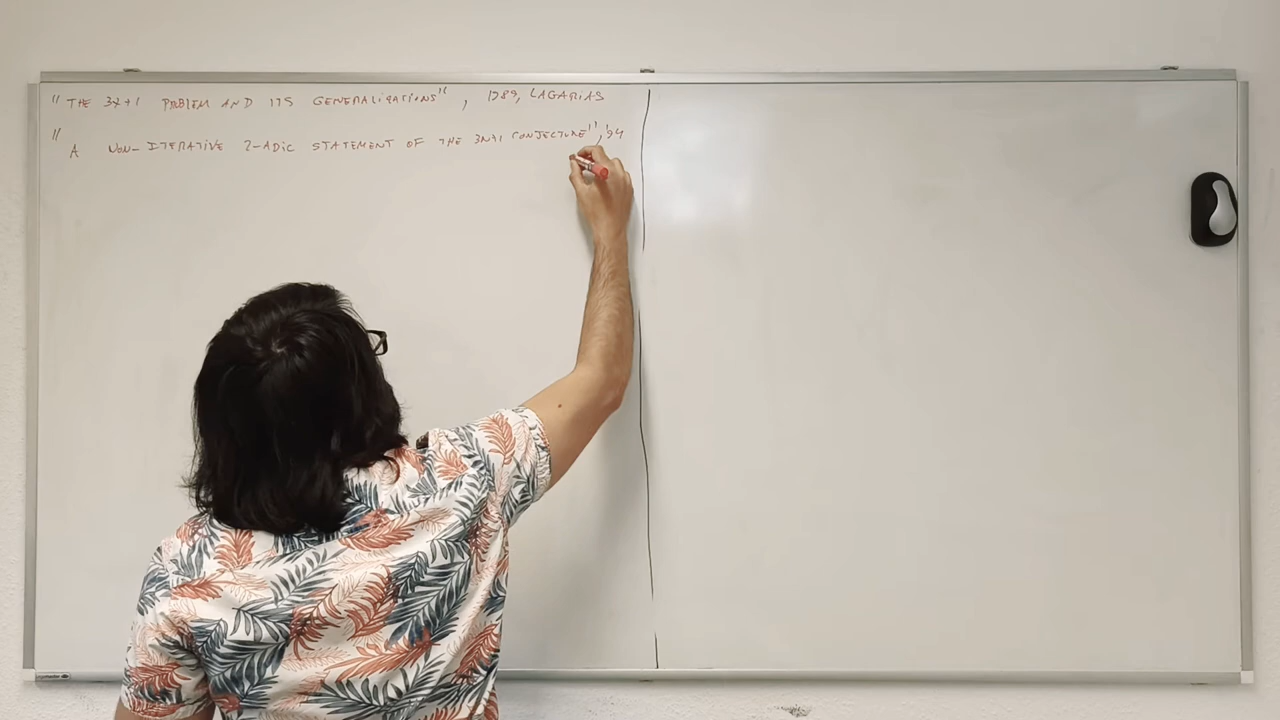 "THE 3X+1 PROBLEM AND ITS GENERALIZATIONS", 1989, LAGARIAS
"A NON-ITERATIVE 2-ADIC STATEMENT OF THE 3N+1 CONJECTURE", '94